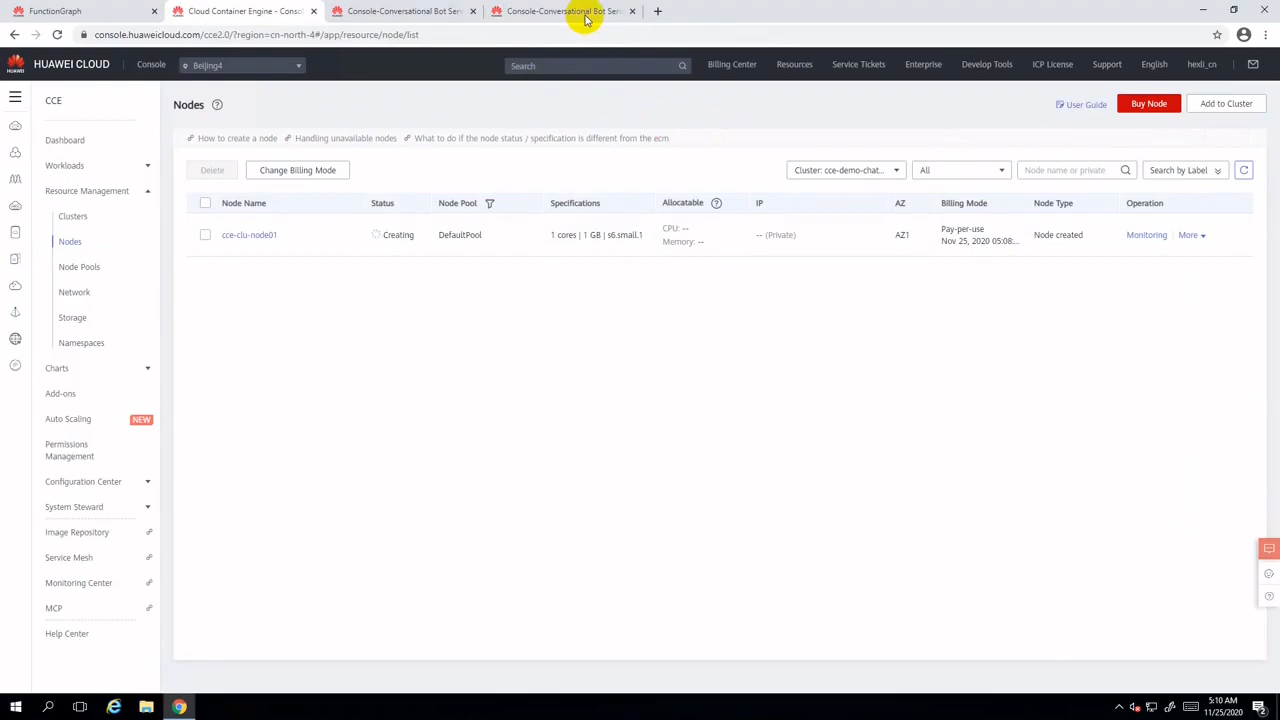 FunctionGraph
Cloud Container Engine - Conso
Console-Conversational Bot Serv
Console-Conversational Bot Serv
console.huaweicloud.com/cce2.0/?region=cn-north-4#/app/resource/node/list
HUAWEI
HUAWEI CLOUD
Console
Beijing4
Search
Billing Center
Resources
Service Tickets
Enterprise
Develop Tools
ICP License
Support
English
hexli_cn
CCE
Dashboard
Workloads
Resource Management
Clusters
Nodes
Node Pools
Network
Storage
Namespaces
Charts
Add-ons
Auto Scaling NEW
Permissions
Management
Configuration Center
System Steward
Image Repository
Service Mesh
Monitoring Center
MCP
Help Center
Nodes ?
User Guide
Buy Node
Add to Cluster
How to create a node
Handling unavailable nodes
What to do if the node status / specification is different from the ecm
Delete
Change Billing Mode
Cluster: cce-demo-chat...
All
Node name or private
Search by Label
Node Name Status Node Pool Specifications Allocatable ? IP AZ Billing Mode Node Type Operation
cce-clu-node01 Creating DefaultPool 1 cores | 1 GB | s6.small.1
CPU: --
Memory: --
-- (Private)
AZ1
Pay-per-use
Nov 25, 2020 05:08:...
Node created
Monitoring More
5:10 AM
11/25/2020
2